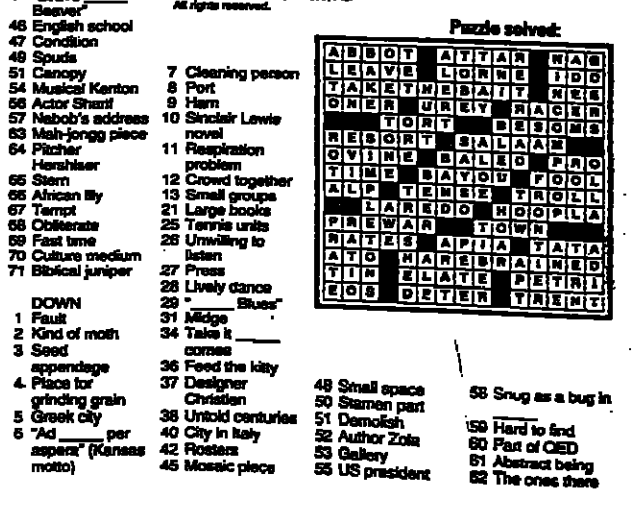 Beaver"
46 English school
47 Condition
49 Spuds
51 Canopy
54 Musical Kenton
56 Actor Sharif
57 Nabob's address
63 Mah-jongg piece
64 Pitcher
Hershiser
65 Stern
66 African lily
67 Tempt
68 Obliterate
69 Fast time
70 Culture medium
71 Biblical juniper
DOWN
1 Fault
2 Kind of moth
3 Seed
appendage
4 Place for
grinding grain
5 Greek city
6 "Ad _____ per
aspera" (Kansas
motto)
All rights reserved.
7 Cleaning person
8 Port
9 Ham
10 Sinclair Lewis
novel
11 Respiration
problem
12 Crowd together
13 Small groups
21 Large books
25 Tennis units
26 Unwilling to
listen
27 Press
28 Lively dance
29 "_____ Blues"
31 Midge
34 Take it _____
comes
36 Feed the kitty
37 Designer
Christian
38 Untold centuries
40 City in Italy
42 Rosters
45 Mosaic piece
48 Small space
50 Stamen part
51 Demolish
52 Author Zola
53 Gallery
55 US president
58 Snug as a bug in
_____
59 Hard to find
60 Part of QED
61 Abstract being
62 The ones there
Puzzle solved:
ABBOT ATTAR NAG
LEAVE LORNE IDO
TAKETHESAIT NEE
ONER UREY RACER
TORT BESOMS
RESORT SALAAM
OVINE BALED PRO
TIME BAYOU FOOL
ALP TENSE TROLL
LAREDO HOOPLA
PREWAR TOWN
RATES APIA TATA
ATO HAREBRAINED
TIN ELATE PETRI
EOS DETER TRENT